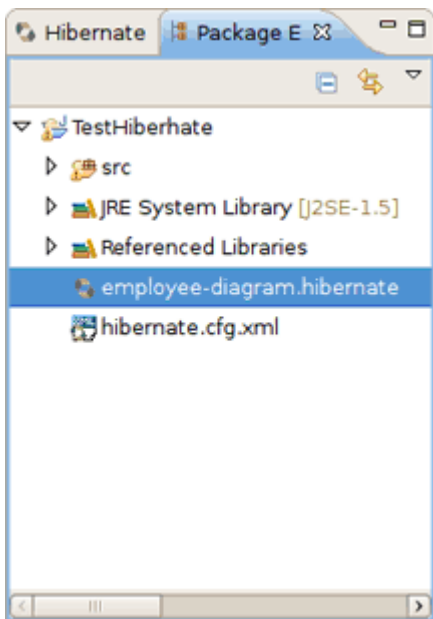 Hibernate Package E
TestHiberhate
src
JRE System Library [J2SE-1.5]
Referenced Libraries
employee-diagram.hibernate
hibernate.cfg.xml